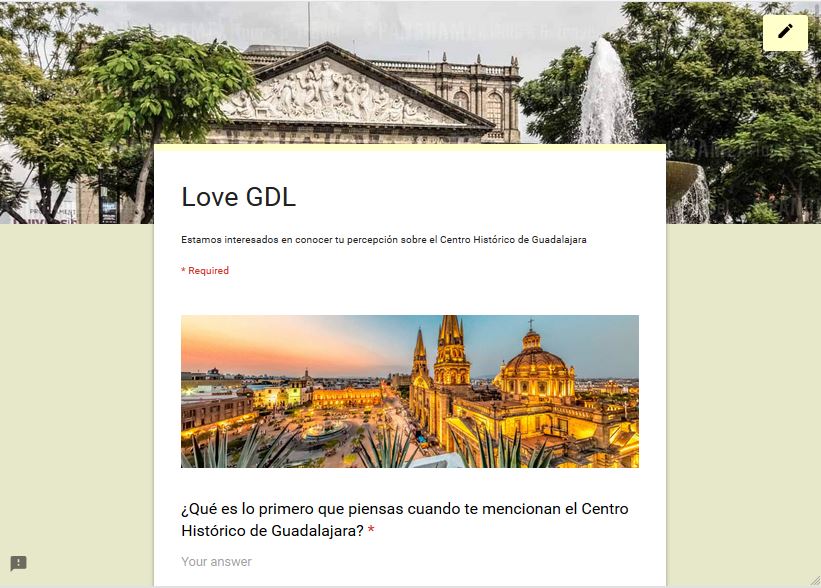 Love GDL
Estamos interesados en conocer tu percepción sobre el Centro Histórico de Guadalajara
* Required
¿Qué es lo primero que piensas cuando te mencionan el Centro
Histórico de Guadalajara? *
Your answer